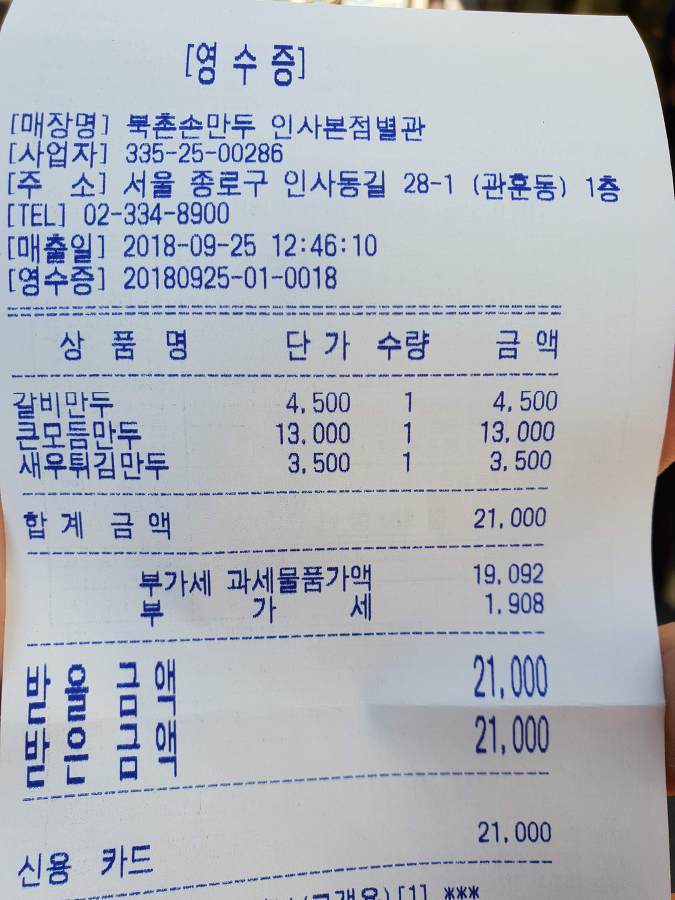 [영 수 증]
[매장명] 북촌손만두 인사본점별관
[사업자] 335-25-00286
[주 소] 서울 종로구 인사동길 28-1 (관훈동) 1층
[TEL] 02-334-8900
[매출일] 2018-09-25 12:46:10
[영수증] 20180925-01-0018
상 품 명 단 가 수량 금 액
갈비만두 4,500 1 4,500
큰모듬만두 13,000 1 13,000
새우튀김만두 3,500 1 3,500
합 계 금 액 21,000
부가세 과세물품가액 19,092
부 가 세 1,908
받 을 금 액 21,000
받 은 금 액 21,000
신용 카드 21,000
(고객용)[1] ***